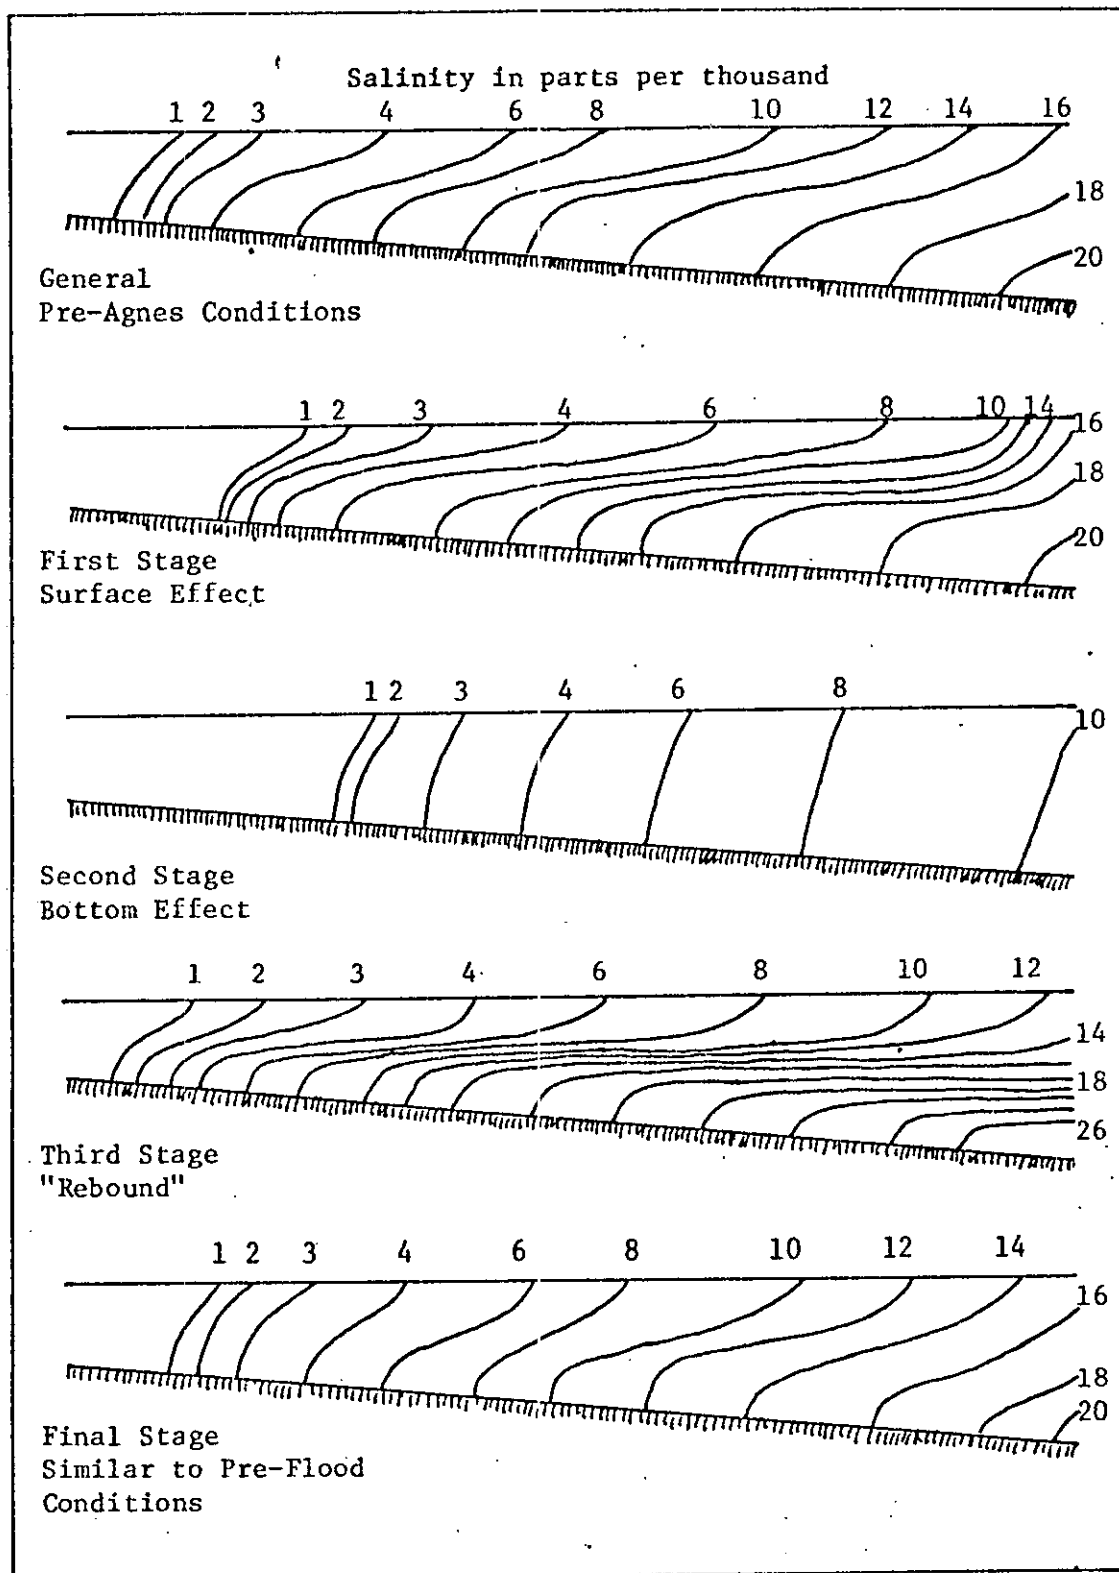 Salinity in parts per thousand
1 2 3 4 6 8 10 12 14 16
18
20
General
Pre-Agnes Conditions
1 2 3 4 6 8 10 14 16
18
20
First Stage
Surface Effect
1 2 3 4 6 8
10
Second Stage
Bottom Effect
1 2 3 4 6 8 10 12
14
18
26
Third Stage
"Rebound"
1 2 3 4 6 8 10 12 14
16
18
20
Final Stage
Similar to Pre-Flood
Conditions